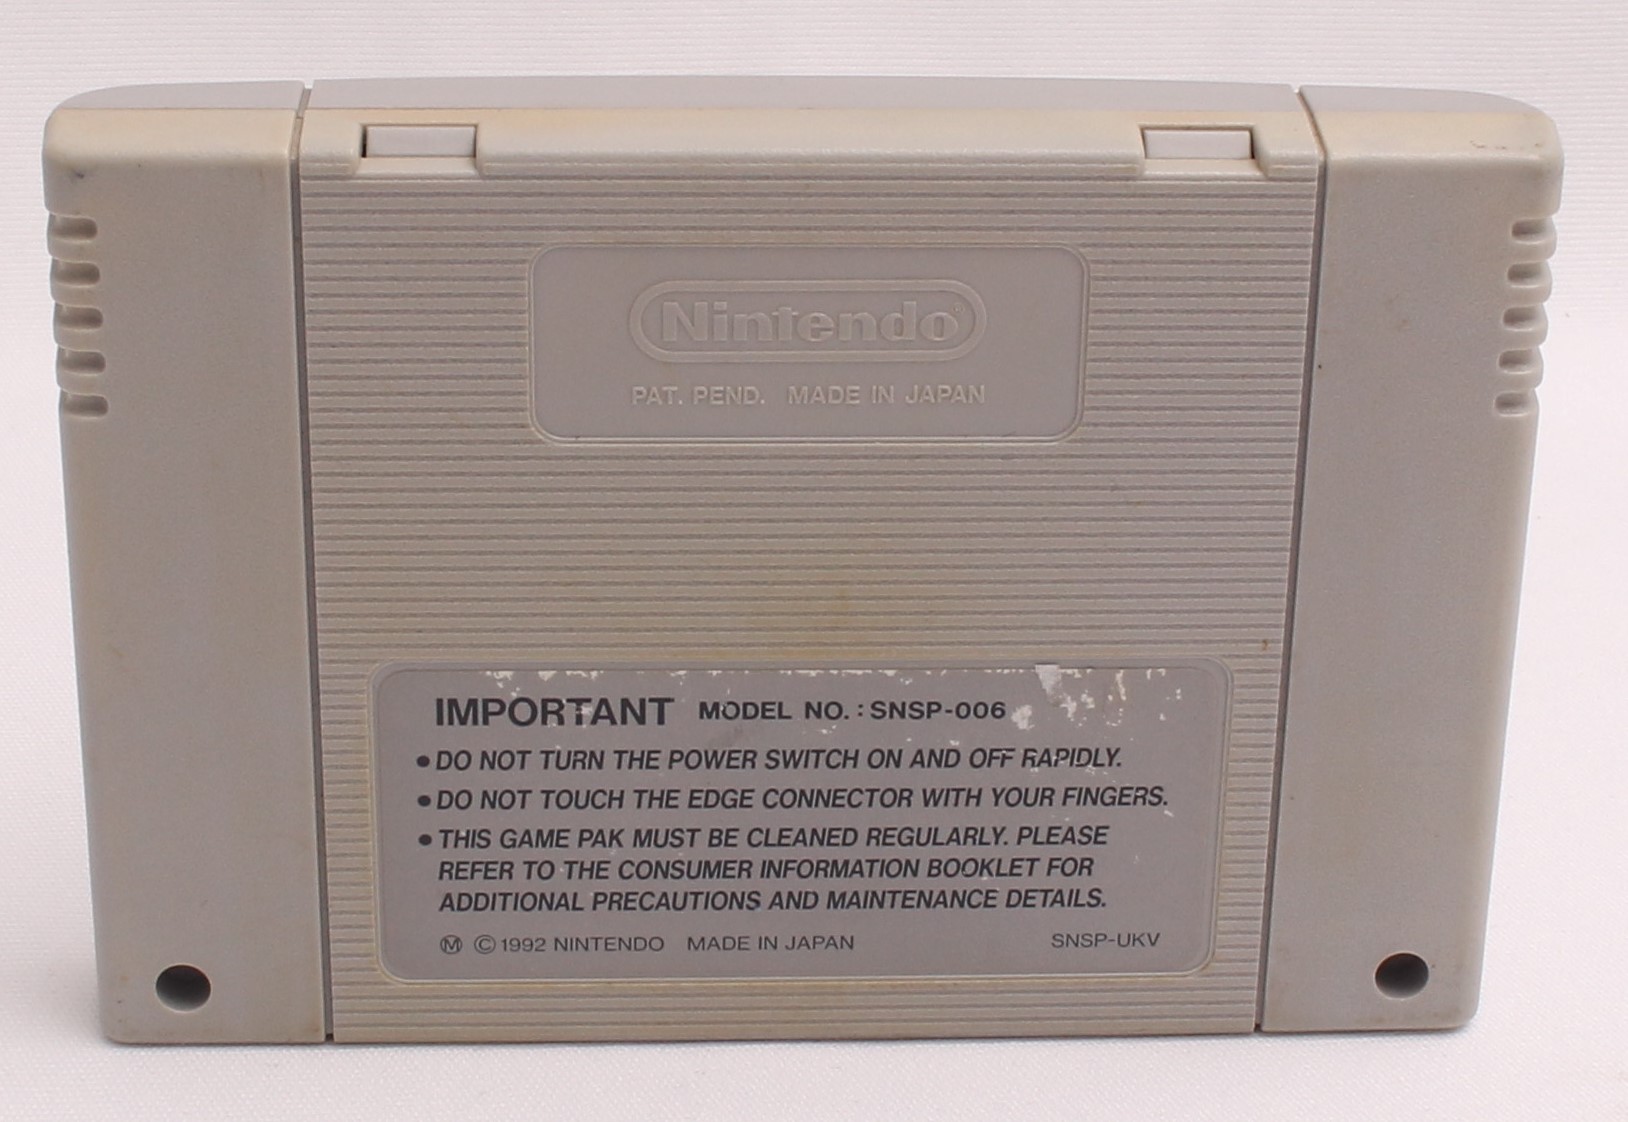 Nintendo®
PAT. PEND. MADE IN JAPAN
IMPORTANT MODEL NO. : SNSP-006
• DO NOT TURN THE POWER SWITCH ON AND OFF RAPIDLY.
• DO NOT TOUCH THE EDGE CONNECTOR WITH YOUR FINGERS.
• THIS GAME PAK MUST BE CLEANED REGULARLY. PLEASE
REFER TO THE CONSUMER INFORMATION BOOKLET FOR
ADDITIONAL PRECAUTIONS AND MAINTENANCE DETAILS.
Ⓜ © 1992 NINTENDO MADE IN JAPAN SNSP-UKV